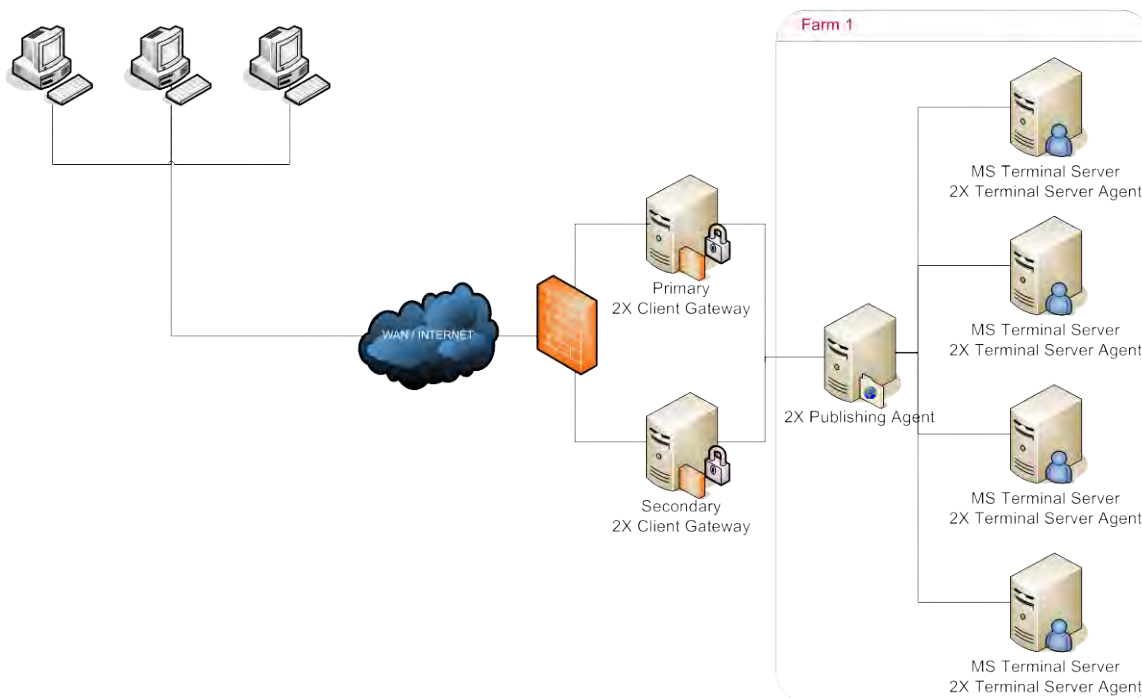 Farm 1
MS Terminal Server
2X Terminal Server Agent
Primary
2X Client Gateway
MS Terminal Server
2X Terminal Server Agent
WAN / INTERNET
2X Publishing Agent
MS Terminal Server
2X Terminal Server Agent
Secondary
2X Client Gateway
MS Terminal Server
2X Terminal Server Agent